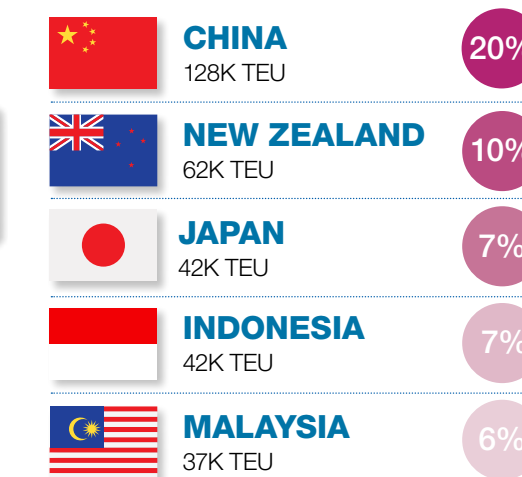 CHINA
128K TEU
20%
NEW ZEALAND
62K TEU
10%
JAPAN
42K TEU
7%
INDONESIA
42K TEU
7%
MALAYSIA
37K TEU
6%